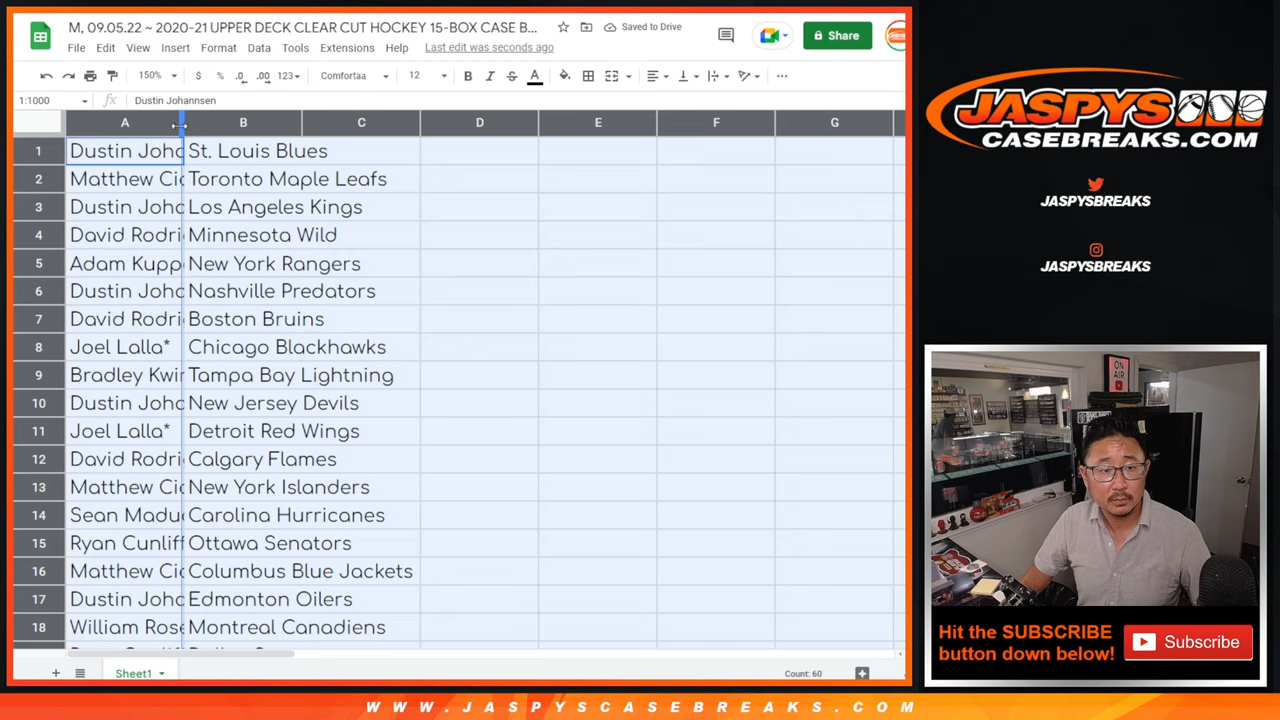 M, 09.05.22 ~ 2020-21 UPPER DECK CLEAR CUT HOCKEY 15-BOX CASE B...
Saved to Drive
Share
File Edit View Insert Format Data Tools Extensions Help Last edit was seconds ago
150% $ % .0 .00 123 Comfortaa 12 B I S A
1:1000 fx Dustin Johannsen
A B C D E F G
1 Dustin Joha St. Louis Blues
2 Matthew Cia Toronto Maple Leafs
3 Dustin Joha Los Angeles Kings
4 David Rodri Minnesota Wild
5 Adam Kupp New York Rangers
6 Dustin Joha Nashville Predators
7 David Rodri Boston Bruins
8 Joel Lalla* Chicago Blackhawks
9 Bradley Kwi Tampa Bay Lightning
10 Dustin Joha New Jersey Devils
11 Joel Lalla* Detroit Red Wings
12 David Rodri Calgary Flames
13 Matthew Cia New York Islanders
14 Sean Madu Carolina Hurricanes
15 Ryan Cunliff Ottawa Senators
16 Matthew Cia Columbus Blue Jackets
17 Dustin Joha Edmonton Oilers
18 William Rose Montreal Canadiens
Sheet1
Count: 60
JASPYS
CASEBREAKS.COM
JASPYSBREAKS
JASPYSBREAKS
ON AIR
Hit the SUBSCRIBE
button down below!
Subscribe
WWW.JASPYSCASEBREAKS.COM